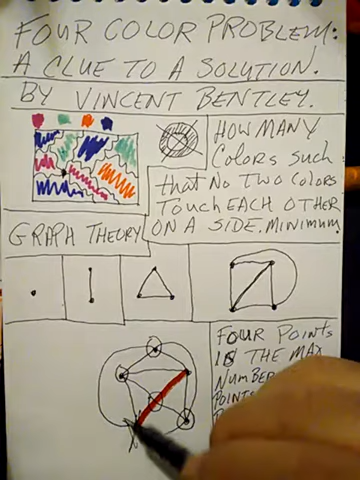 FOUR COLOR PROBLEM:
A CLUE TO A SOLUTION.
BY VINCENT BENTLEY.
HOW MANY
COLORS SUCH
that No TWO COLORS
TOUCH EACH OTHER
ON A SIDE. MINIMUM
GRAPH THEORY
FOUR POINTS
IS THE MAX
NUMBER
POINTS